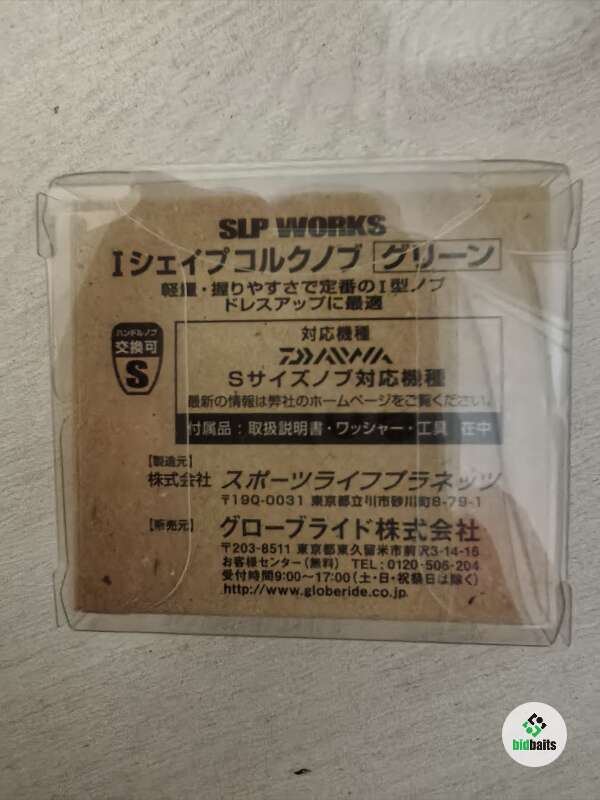 SLP WORKS
Iシェイプコルクノブ グリーン
軽量・握りやすさで定番のI型ノブ
ドレスアップに最適
ハンドルノブ
交換可
S
対応機種
DAIWA
Sサイズノブ対応機種
最新の情報は弊社のホームページをご覧ください。
付属品:取扱説明書・ワッシャー・工具 在中
【製造元】
株式会社 スポーツライフプラネッツ
〒190-0031 東京都立川市砂川町8-79-1
【販売元】
グローブライド株式会社
〒203-8511 東京都東久留米市前沢3-14-16
お客様センター(無料) TEL:0120-506-204
受付時間9:00〜17:00(土・日・祝祭日は除く)
http://www.globeride.co.jp
bidbaits